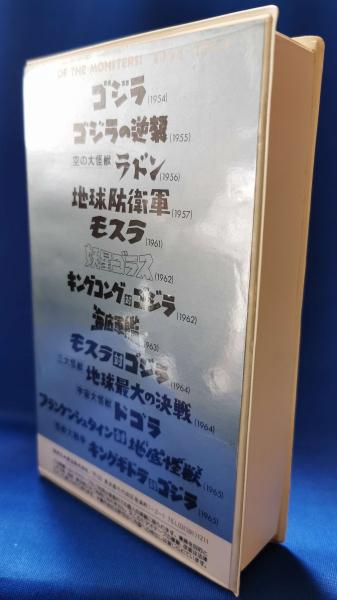 OF THE MONSTERS!
ゴジラ(1954)
ゴジラの逆襲(1955)
空の大怪獣 ラドン(1956)
地球防衛軍(1957)
モスラ(1961)
妖星ゴラス(1962)
キングコング対ゴジラ(1962)
海底軍艦(1963)
モスラ対ゴジラ(1964)
三大怪獣 地球最大の決戦(1964)
宇宙大怪獣 ドゴラ
フランケンシュタイン対地底怪獣(1965)
怪獣大戦争 キングギドラ対ゴジラ(1965)